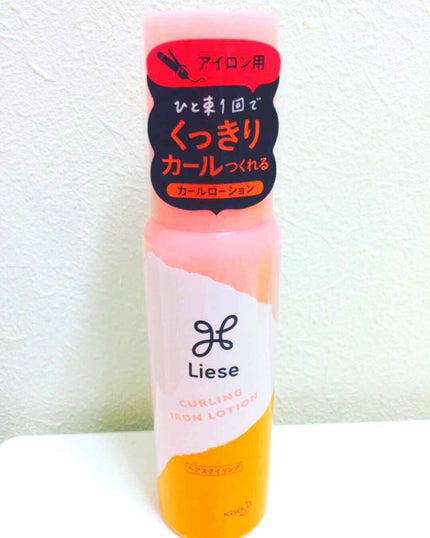 アイロン用
ひと束1回で
くっきり
カールつくれる
カールローション
Liese
CURLING
IRON LOTION
ヘアスタイリング
Kao